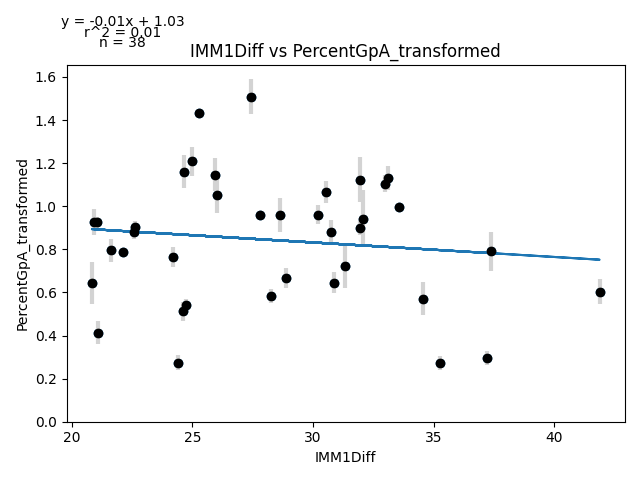 y = -0.01x + 1.03
r^2 = 0.01
n = 38
IMM1Diff vs PercentGpA_transformed
1.6
1.4
1.2
1.0
0.8
0.6
0.4
0.2
0.0
PercentGpA_transformed
20
25
30
35
40
IMM1Diff